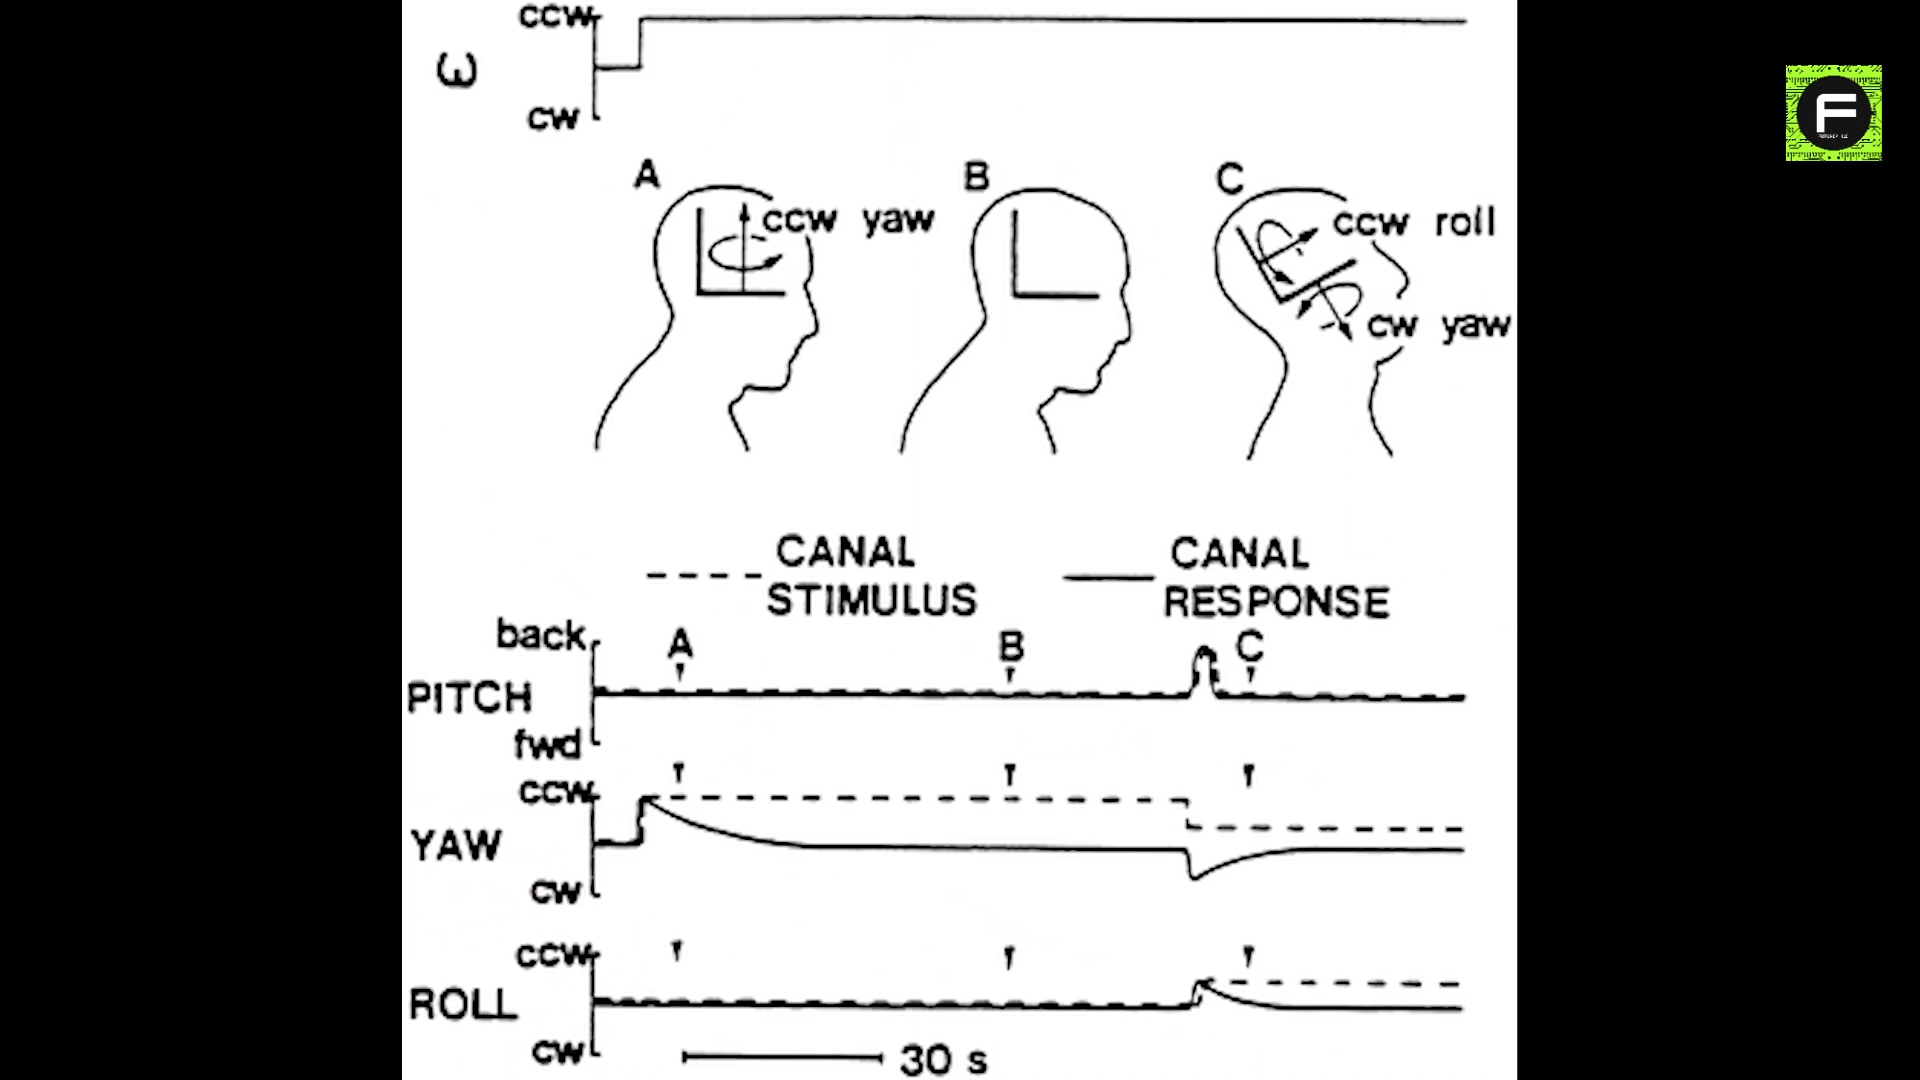 ccw
ω
cw
A
B
C
ccw yaw
ccw roll
cw yaw
CANAL
STIMULUS
CANAL
RESPONSE
back
A
B
C
PITCH
fwd
ccw
YAW
cw
ccw
ROLL
cw
30 s
F